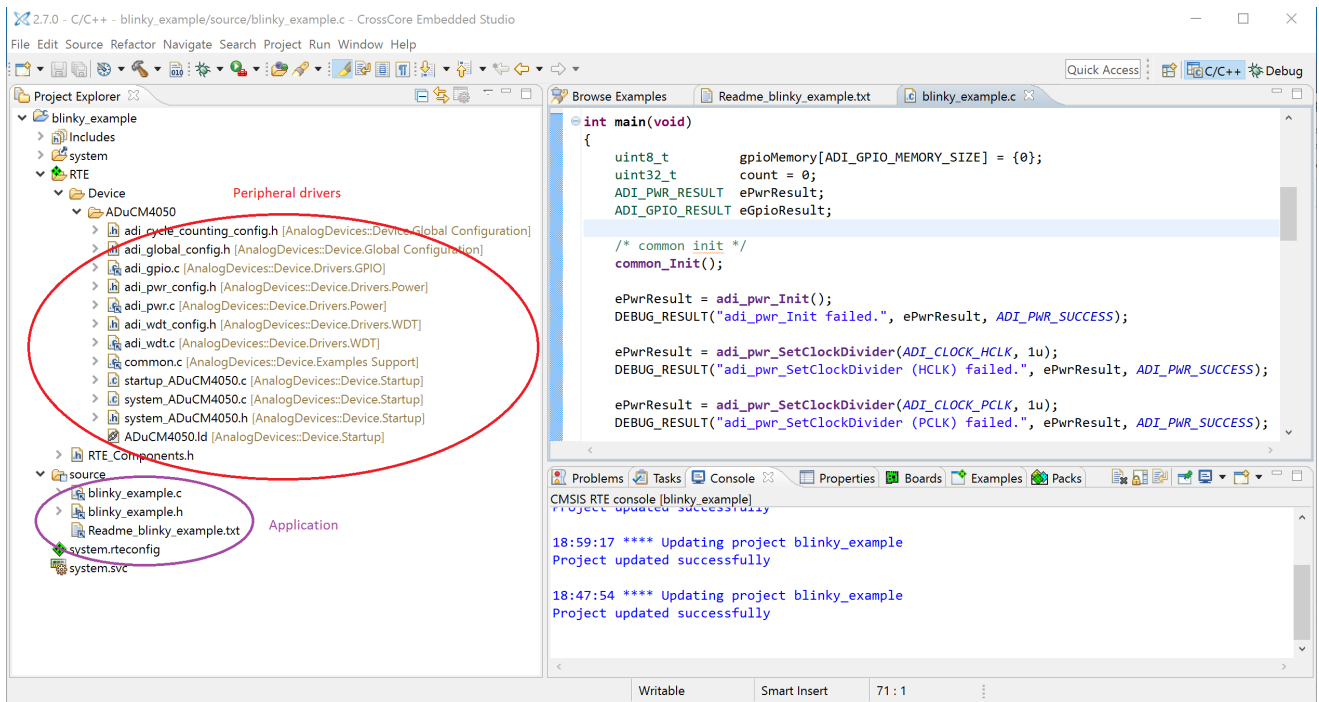 2.7.0 - C/C++ - blinky_example/source/blinky_example.c - CrossCore Embedded Studio
File Edit Source Refactor Navigate Search Project Run Window Help
Quick Access
C/C++
Debug
Project Explorer
blinky_example
Includes
system
RTE
Device
Peripheral drivers
ADuCM4050
adi_cycle_counting_config.h [AnalogDevices::Device.Global Configuration]
adi_global_config.h [AnalogDevices::Device.Global Configuration]
adi_gpio.c [AnalogDevices::Device.Drivers.GPIO]
adi_pwr_config.h [AnalogDevices::Device.Drivers.Power]
adi_pwr.c [AnalogDevices::Device.Drivers.Power]
adi_wdt_config.h [AnalogDevices::Device.Drivers.WDT]
adi_wdt.c [AnalogDevices::Device.Drivers.WDT]
common.c [AnalogDevices::Device.Examples Support]
startup_ADuCM4050.c [AnalogDevices::Device.Startup]
system_ADuCM4050.c [AnalogDevices::Device.Startup]
system_ADuCM4050.h [AnalogDevices::Device.Startup]
ADuCM4050.ld [AnalogDevices::Device.Startup]
RTE_Components.h
source
blinky_example.c
blinky_example.h
Application
Readme_blinky_example.txt
system.rteconfig
system.svc
Browse Examples
Readme_blinky_example.txt
blinky_example.c
int main(void)
{
uint8_t gpioMemory[ADI_GPIO_MEMORY_SIZE] = {0};
uint32_t count = 0;
ADI_PWR_RESULT ePwrResult;
ADI_GPIO_RESULT eGpioResult;
/* common init */
common_Init();
ePwrResult = adi_pwr_Init();
DEBUG_RESULT("adi_pwr_Init failed.", ePwrResult, ADI_PWR_SUCCESS);
ePwrResult = adi_pwr_SetClockDivider(ADI_CLOCK_HCLK, 1u);
DEBUG_RESULT("adi_pwr_SetClockDivider (HCLK) failed.", ePwrResult, ADI_PWR_SUCCESS);
ePwrResult = adi_pwr_SetClockDivider(ADI_CLOCK_PCLK, 1u);
DEBUG_RESULT("adi_pwr_SetClockDivider (PCLK) failed.", ePwrResult, ADI_PWR_SUCCESS);
Problems
Tasks
Console
Properties
Boards
Examples
Packs
CMSIS RTE console [blinky_example]
Project updated successfully
18:59:17 **** Updating project blinky_example
Project updated successfully
18:47:54 **** Updating project blinky_example
Project updated successfully
Writable
Smart Insert
71 : 1